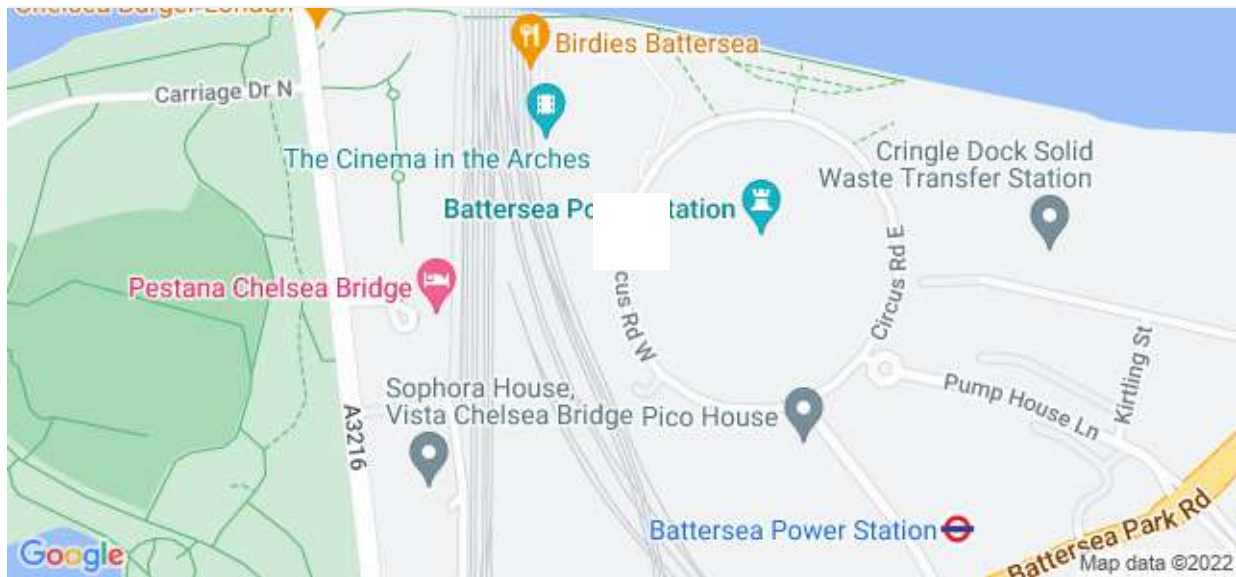 Chelsea Burger London
Birdies Battersea
Carriage Dr N
The Cinema in the Arches
Cringle Dock Solid
Waste Transfer Station
Battersea Po tation
Circus Rd E
Pestana Chelsea Bridge
cus Rd W
Kirtling St
Sophora House,
Vista Chelsea Bridge
Pico House
Pump House Ln
A3216
Battersea Power Station
Battersea Park Rd
Google
Map data ©2022